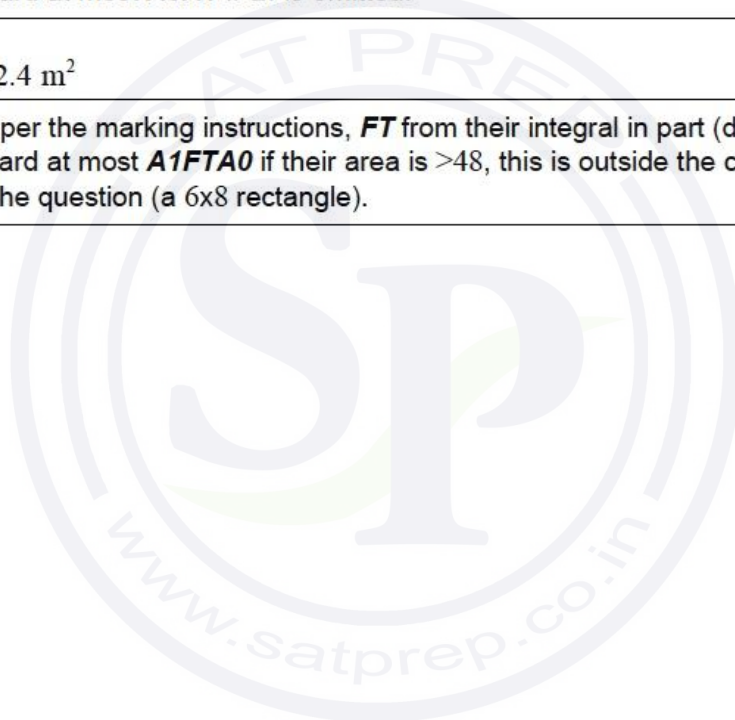 2.4 m²
per the marking instructions, FT from their integral in part (d
ard at most A1FTA0 if their area is >48, this is outside the c
he question (a 6x8 rectangle).
SAT PREP
SP
www.satprep.co.in